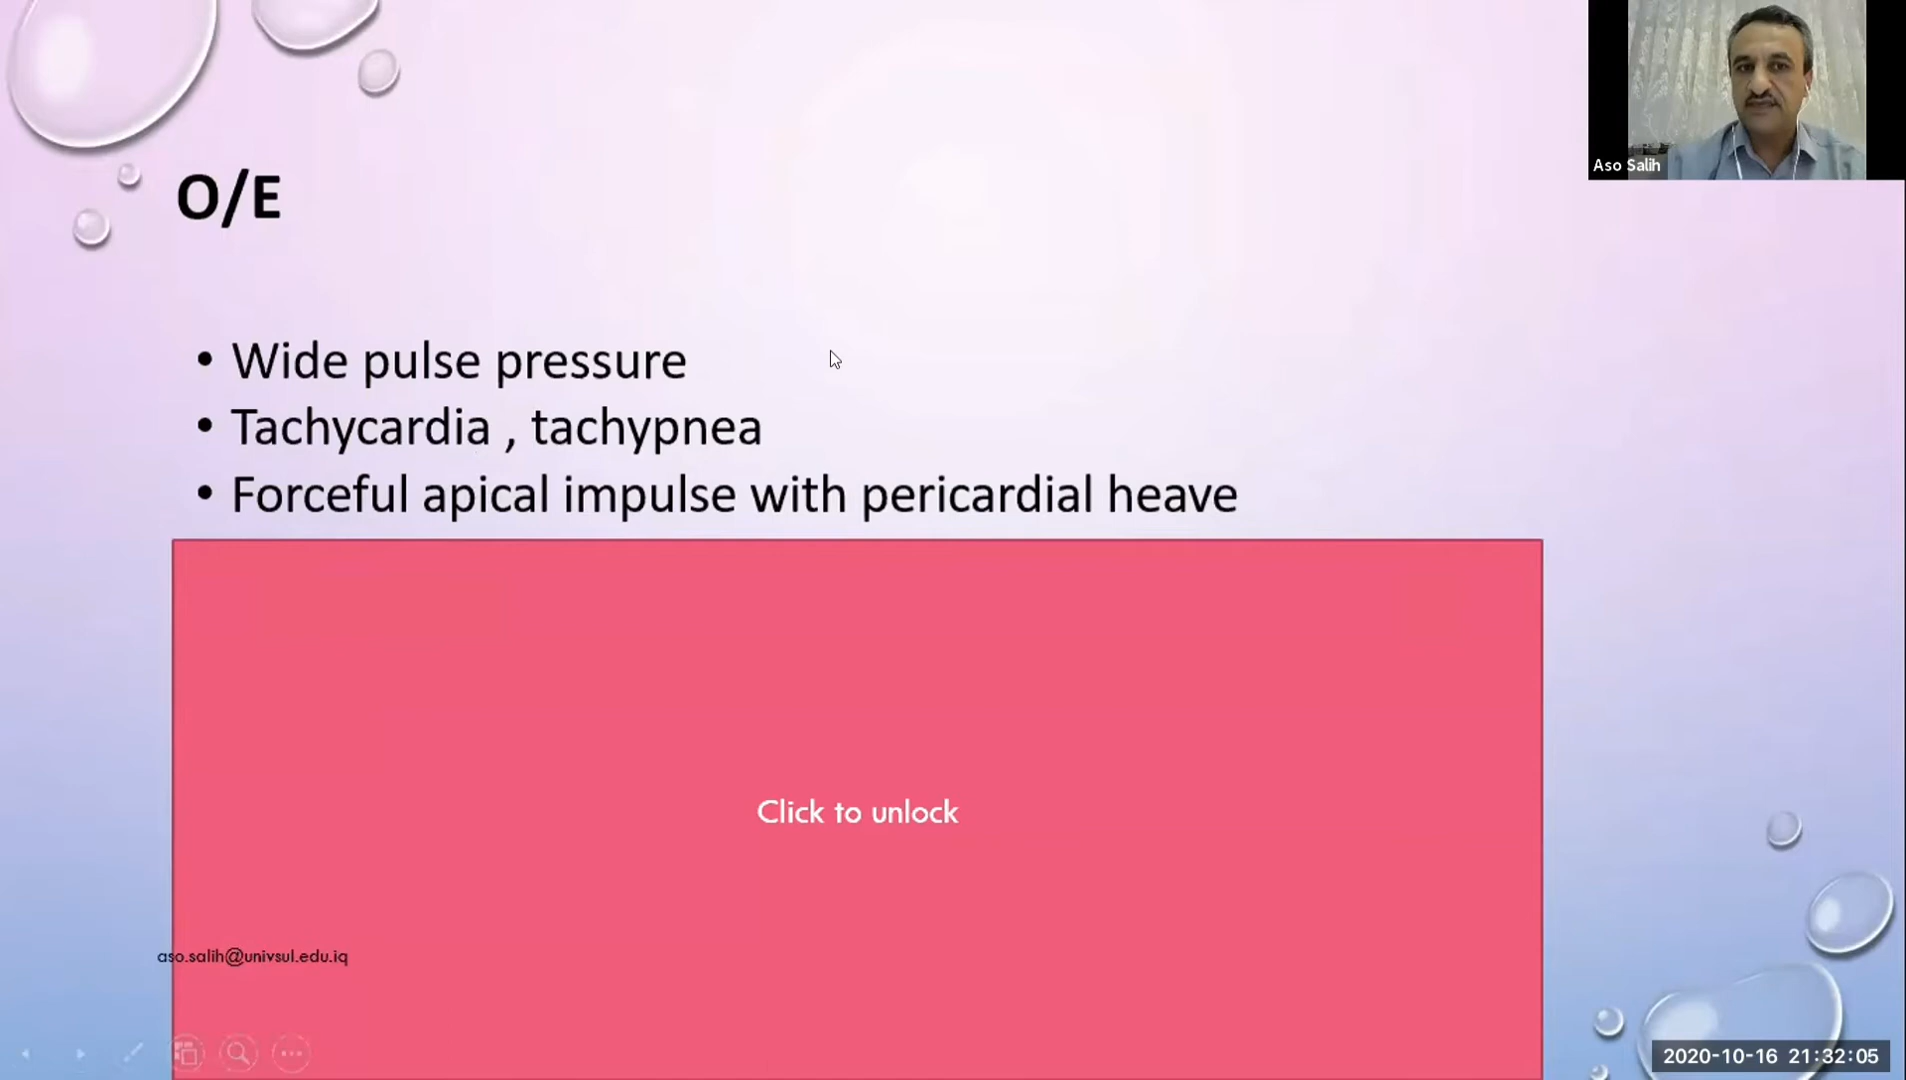 Aso Salih
O/E
• Wide pulse pressure
• Tachycardia , tachypnea
• Forceful apical impulse with pericardial heave
Click to unlock
aso.salih@univsul.edu.iq
2020-10-16 21:32:05